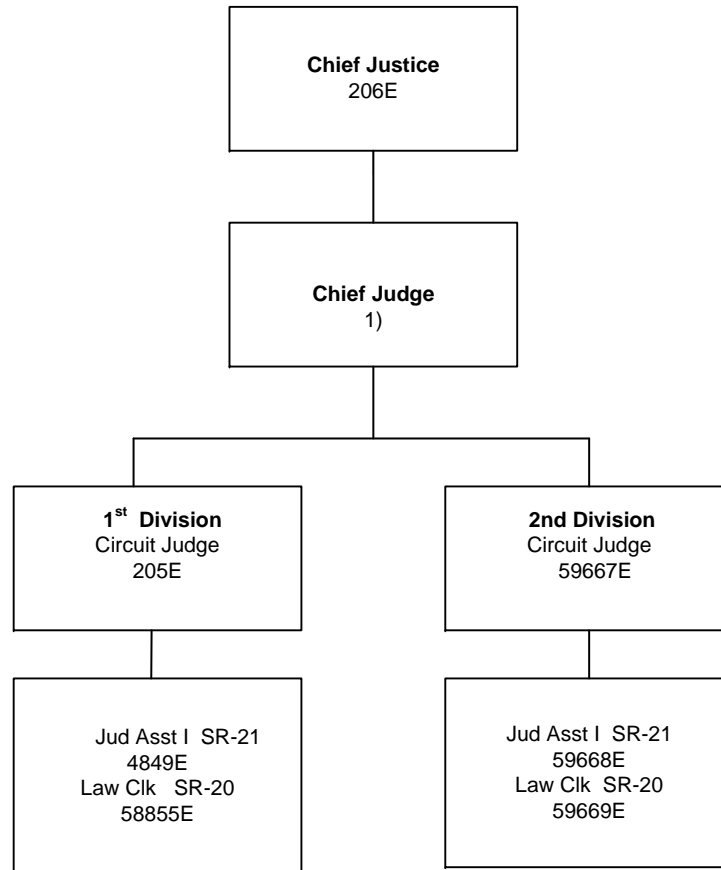 Chief Justice
206E
Chief Judge
1)
1st Division
Circuit Judge
205E
2nd Division
Circuit Judge
59667E
Jud Asst I SR-21
4849E
Law Clk SR-20
58855E
Jud Asst I SR-21
59668E
Law Clk SR-20
59669E